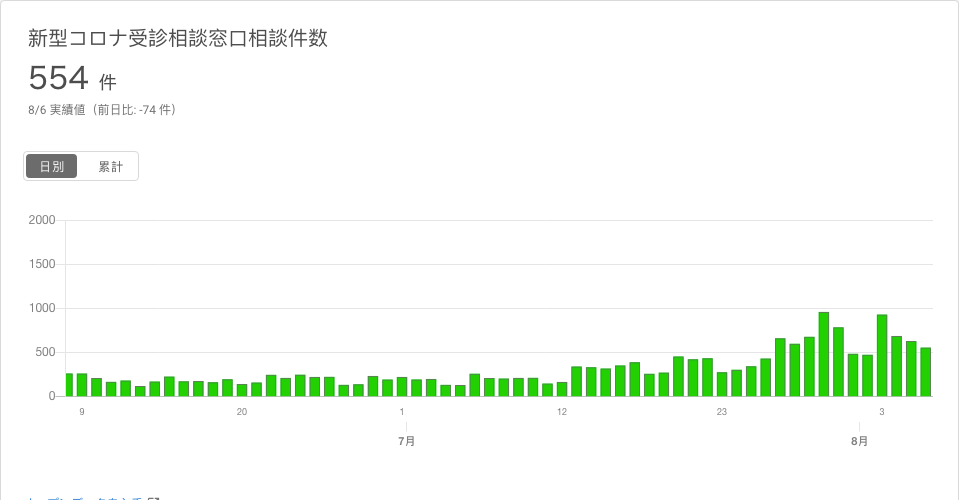 新型コロナ受診相談窓口相談件数
554 件
8/6 実績値（前日比: -74 件）
日別 累計
2000
1500
1000
500
0
9 20 1 12 23 3
7月 8月